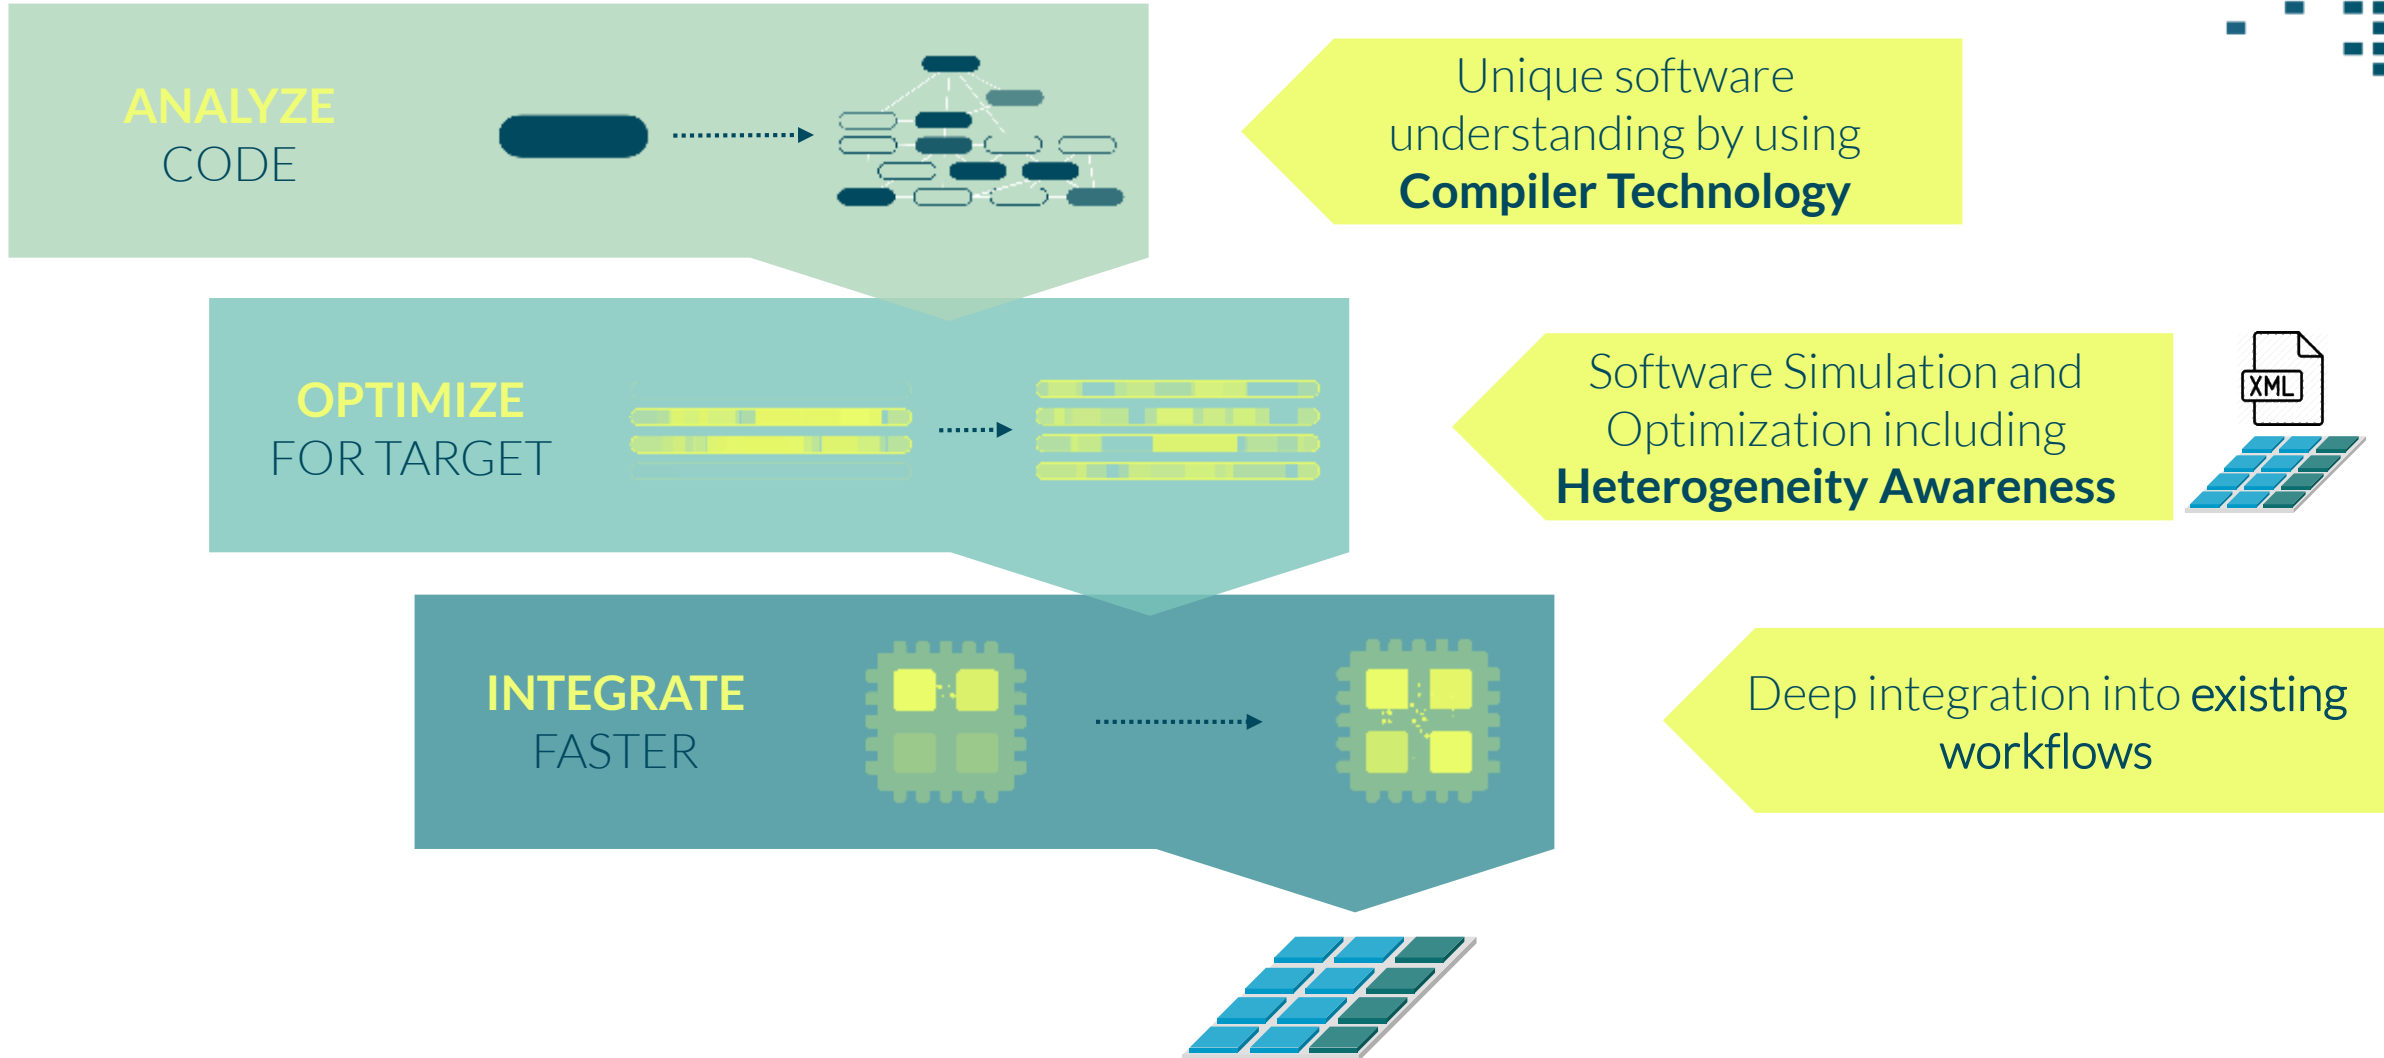 ANALYZE
CODE
Unique software
understanding by using
Compiler Technology
OPTIMIZE
FOR TARGET
Software Simulation and
Optimization including
Heterogeneity Awareness
XML
INTEGRATE
FASTER
Deep integration into existing
workflows